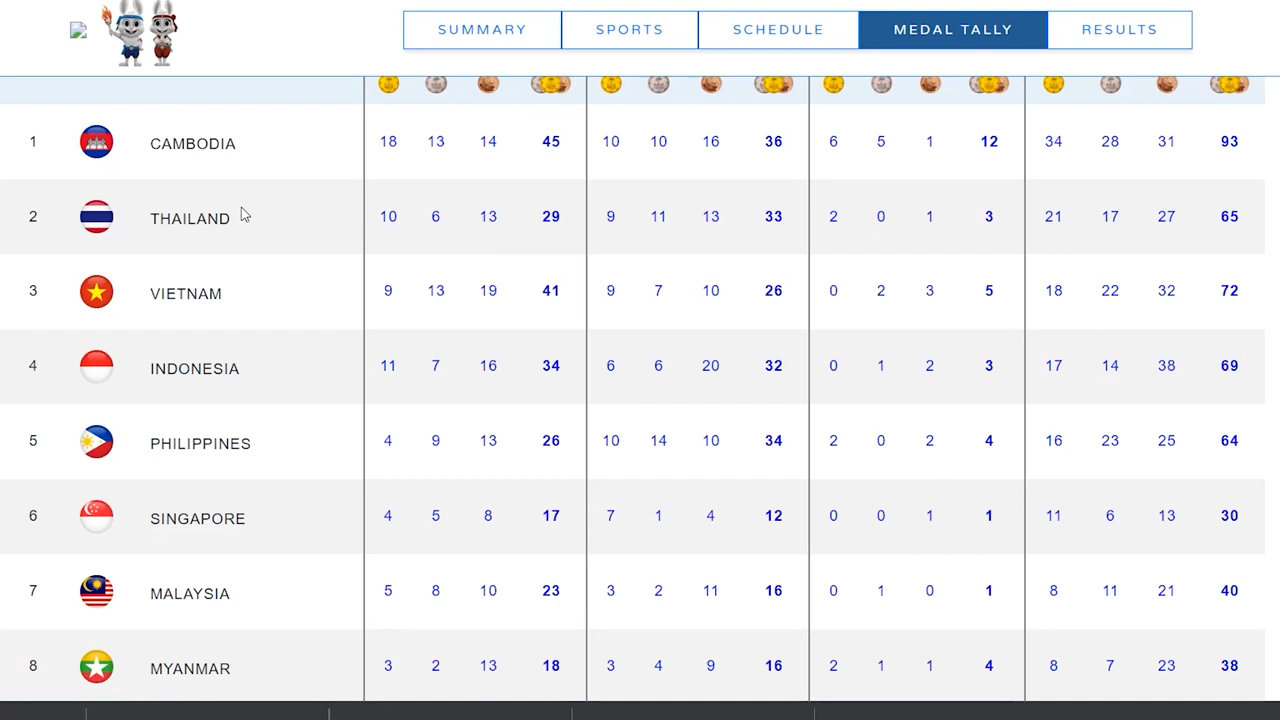 SUMMARY SPORTS SCHEDULE MEDAL TALLY RESULTS
1 CAMBODIA 18 13 14 45 10 10 16 36 6 5 1 12 34 28 31 93
2 THAILAND 10 6 13 29 9 11 13 33 2 0 1 3 21 17 27 65
3 VIETNAM 9 13 19 41 9 7 10 26 0 2 3 5 18 22 32 72
4 INDONESIA 11 7 16 34 6 6 20 32 0 1 2 3 17 14 38 69
5 PHILIPPINES 4 9 13 26 10 14 10 34 2 0 2 4 16 23 25 64
6 SINGAPORE 4 5 8 17 7 1 4 12 0 0 1 1 11 6 13 30
7 MALAYSIA 5 8 10 23 3 2 11 16 0 1 0 1 8 11 21 40
8 MYANMAR 3 2 13 18 3 4 9 16 2 1 1 4 8 7 23 38